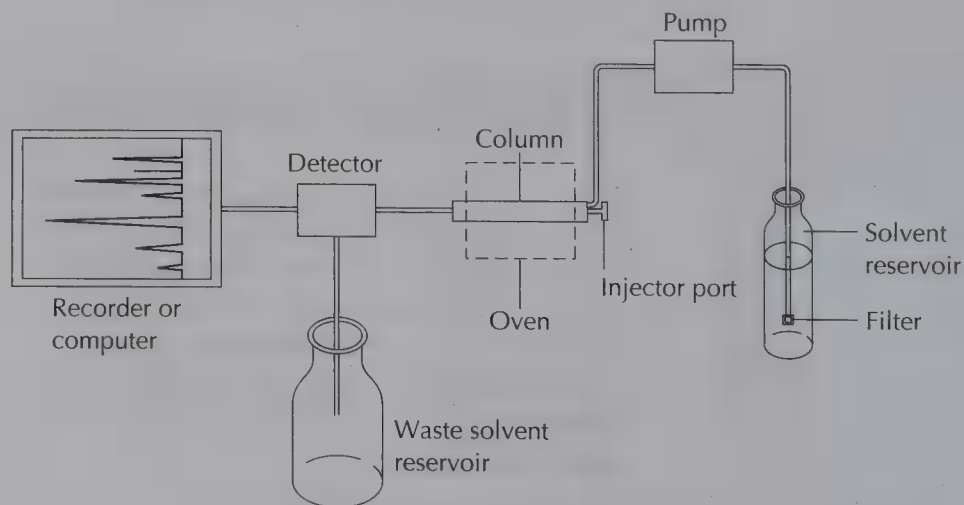 Pump
Column
Detector
Solvent
reservoir
Injector port
Recorder or
computer
Oven
Filter
Waste solvent
reservoir